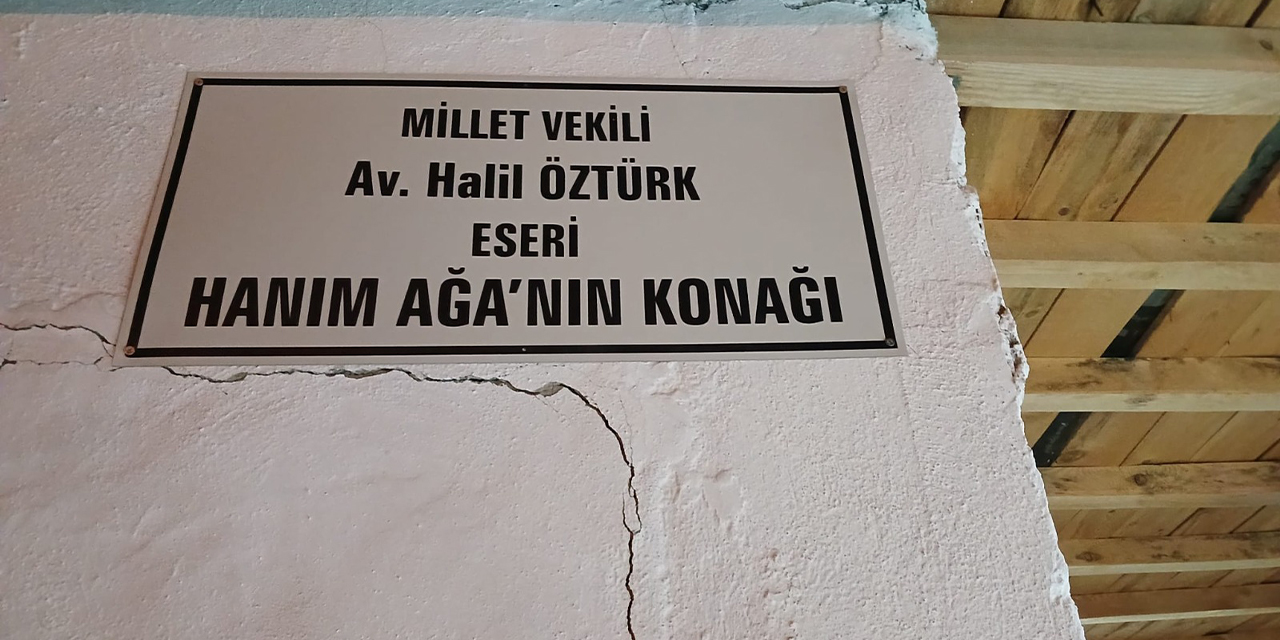 MİLLET VEKİLİ
Av. Halil ÖZTÜRK
ESERİ
HANIM AĞA'NIN KONAĞI